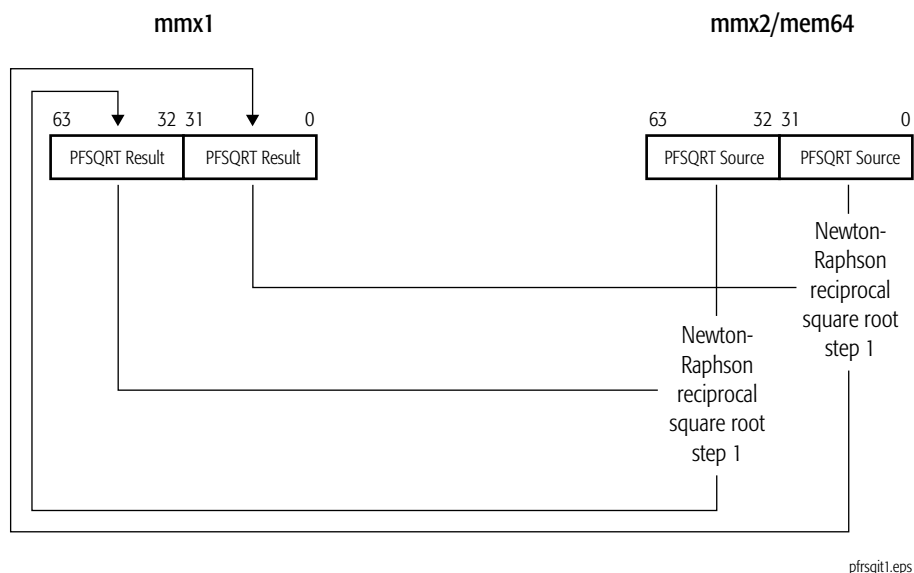 mmx1
mmx2/mem64
63 32 31 0
63 32 31 0
PFSQRT Result PFSQRT Result
PFSQRT Source PFSQRT Source
Newton-
Raphson
reciprocal
square root
step 1
Newton-
Raphson
reciprocal
square root
step 1
pfrsqit1.eps